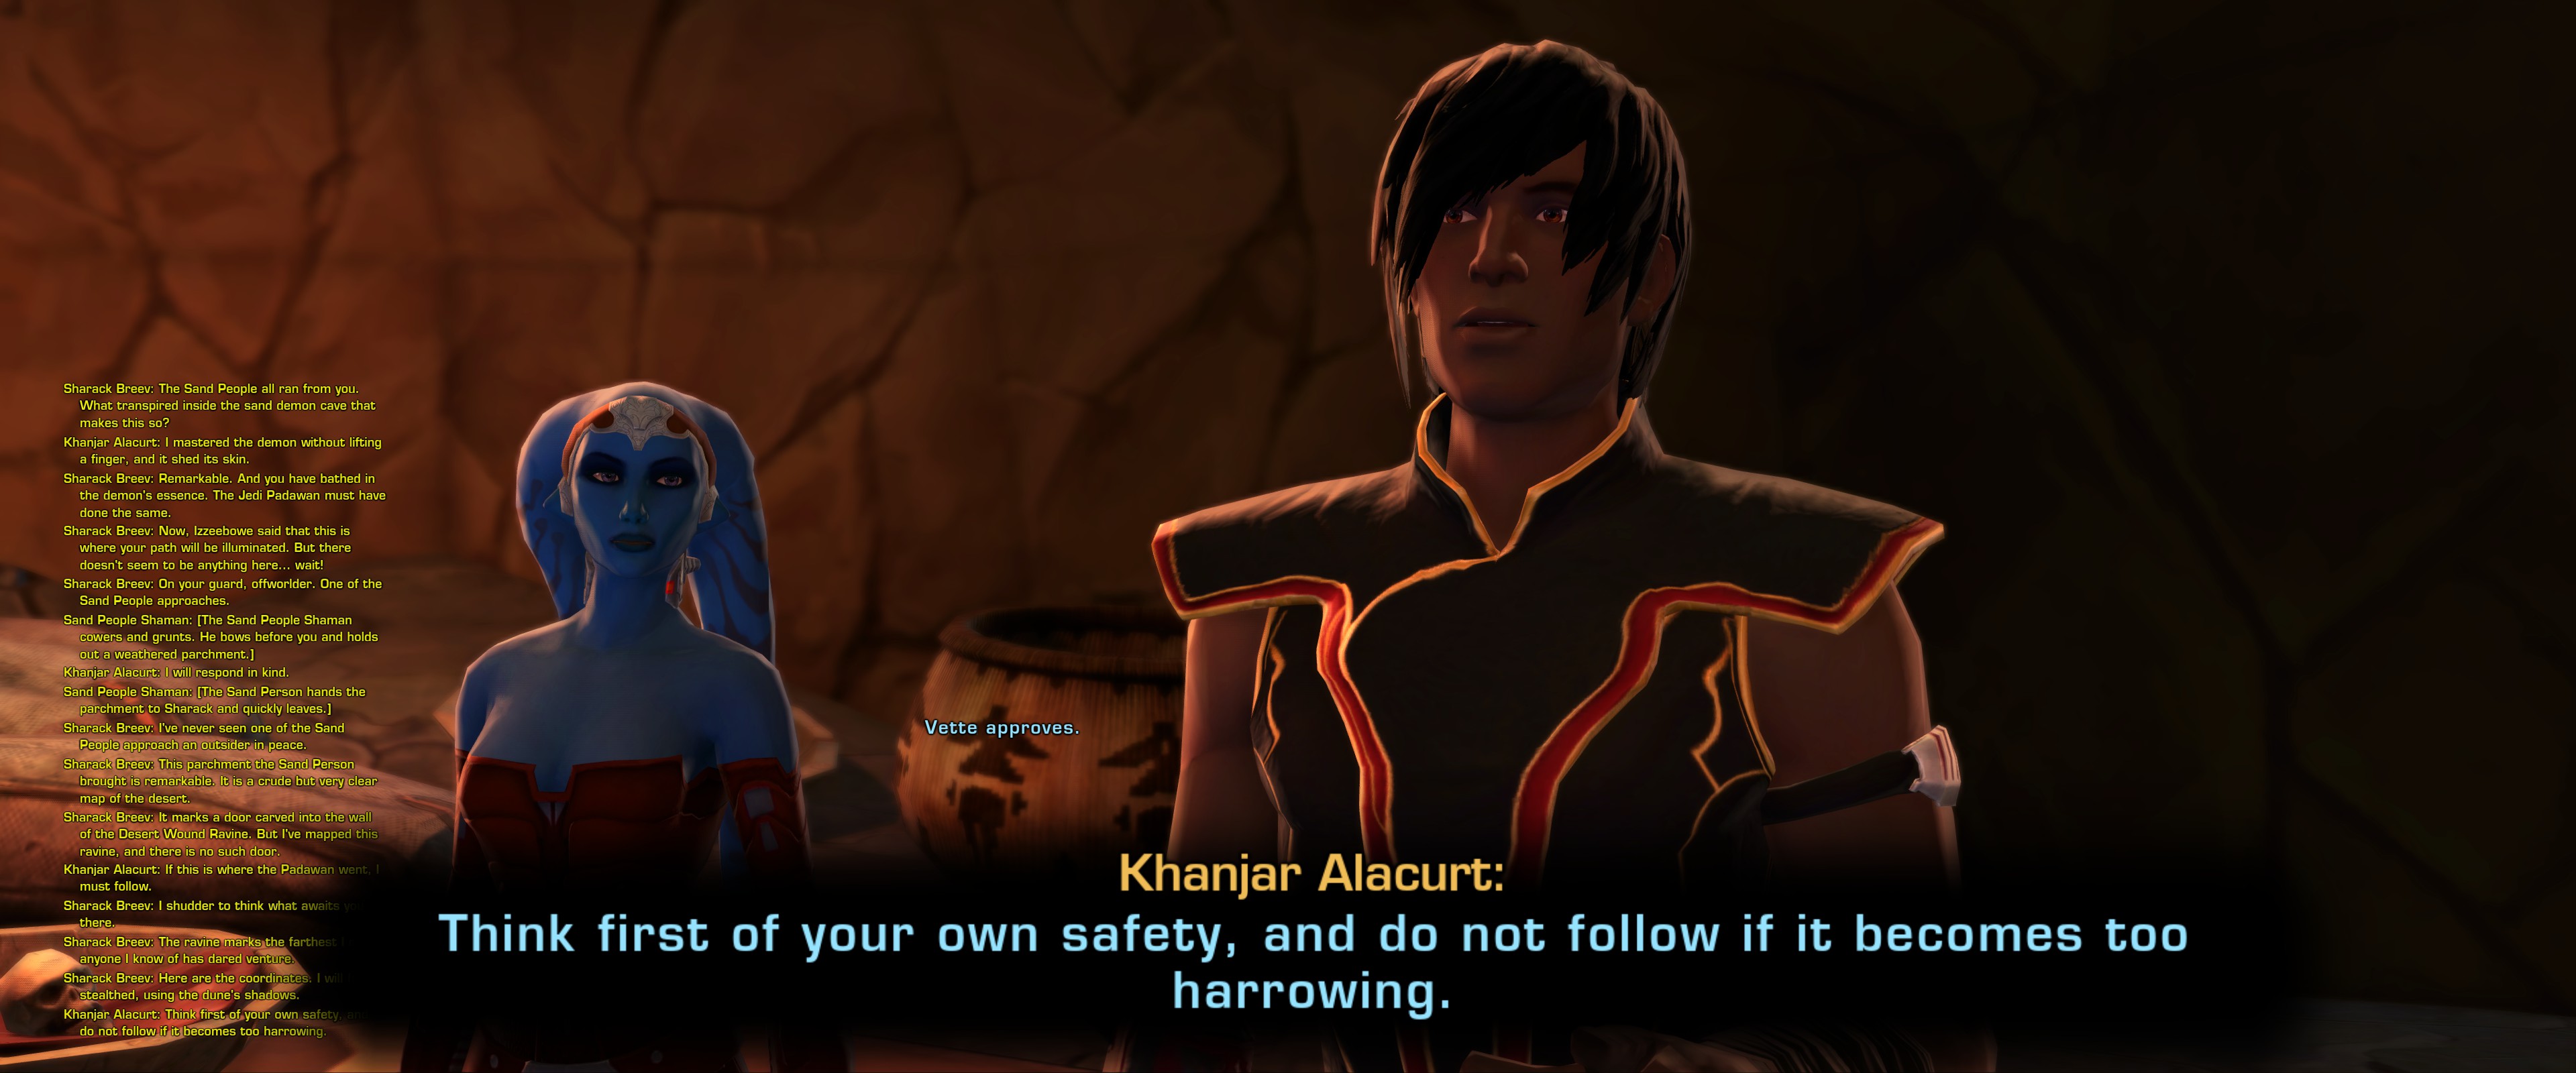 Sharack Breev: The Sand People all ran from you.
What transpired inside the sand demon cave that
makes this so?
Khanjar Alacurt: I mastered the demon without lifting
a finger, and it shed its skin.
Sharack Breev: Remarkable. And you have bathed in
the demon's essence. The Jedi Padawan must have
done the same.
Sharack Breev: Now, Izzeebowe said that this is
where your path will be illuminated. But there
doesn't seem to be anything here... wait!
Sharack Breev: On your guard, offworlder. One of the
Sand People approaches.
Sand People Shaman: [The Sand People Shaman
cowers and grunts. He bows before you and holds
out a weathered parchment.]
Khanjar Alacurt: I will respond in kind.
Sand People Shaman: [The Sand Person hands the
parchment to Sharack and quickly leaves.]
Sharack Breev: I've never seen one of the Sand
People approach an outsider in peace.
Sharack Breev: This parchment the Sand Person
brought is remarkable. It is a crude but very clear
map of the desert.
Sharack Breev: It marks a door carved into the wall
of the Desert Wound Ravine. But I've mapped this
ravine, and there is no such door.
Khanjar Alacurt: If this is where the Padawan went, I
must follow.
Sharack Breev: I shudder to think what awaits you
there.
Sharack Breev: The ravine marks the farthest
anyone I know of has dared venture.
Sharack Breev: Here are the coordinates. I will
stealthed, using the dune's shadows.
Khanjar Alacurt: Think first of your own safety, and
do not follow if it becomes too harrowing.
Vette approves.
Khanjar Alacurt:
Think first of your own safety, and do not follow if it becomes too
harrowing.